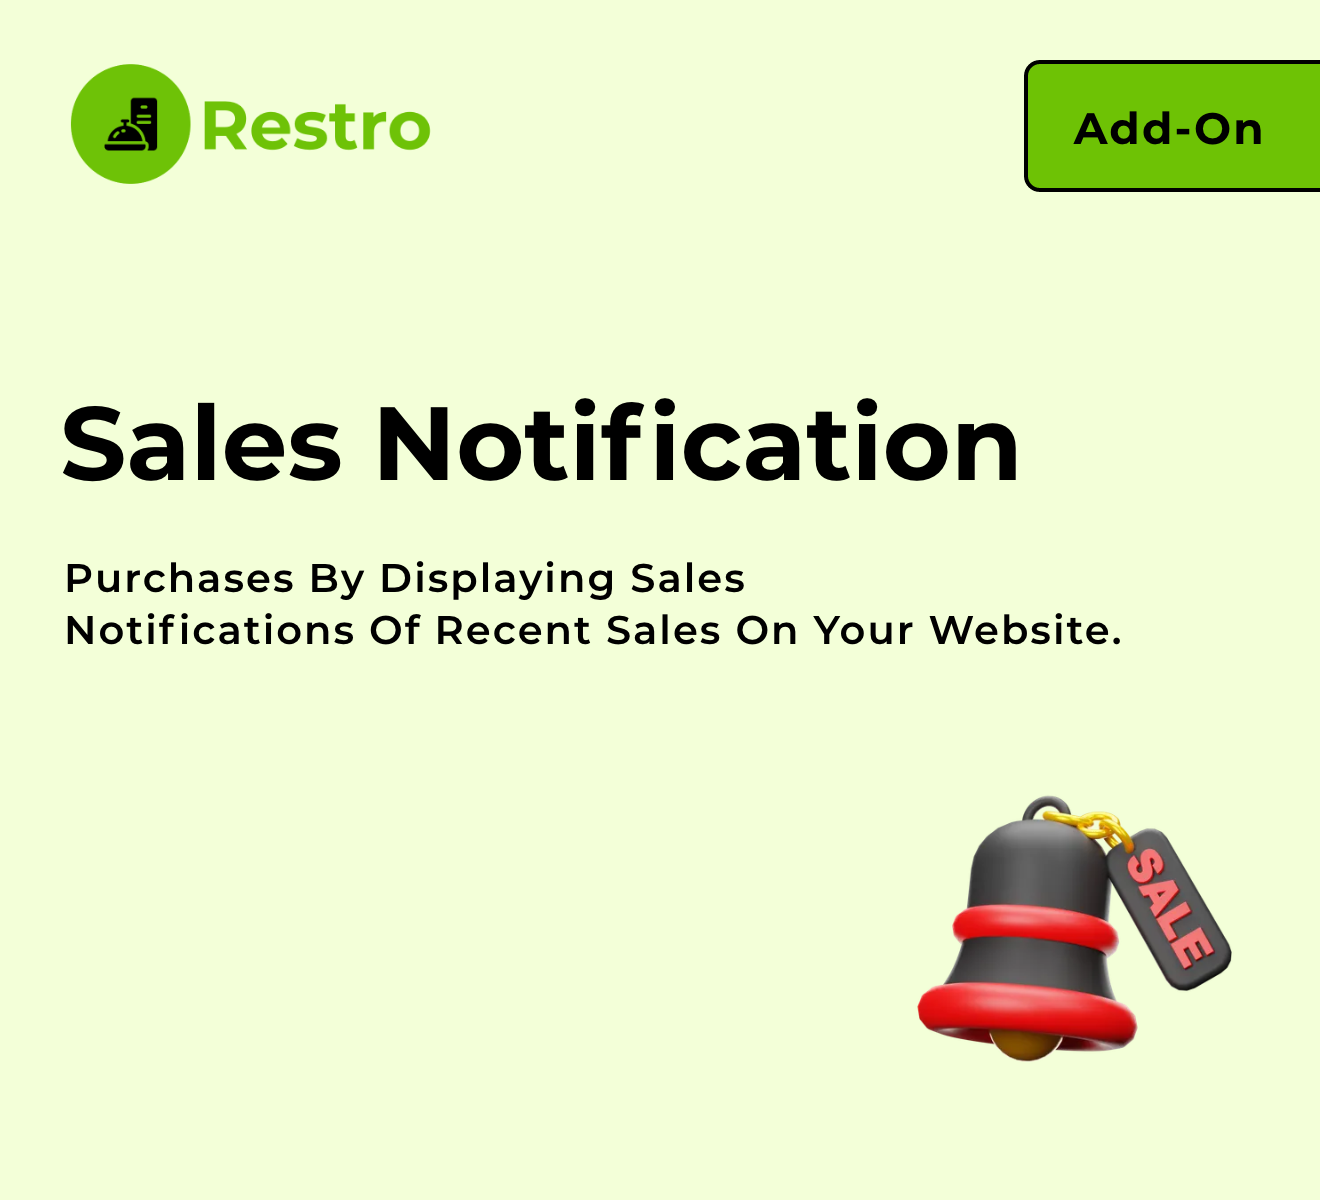 Restro
Add-On
Sales Notification
Purchases By Displaying Sales
Notifications Of Recent Sales On Your Website.
SALE